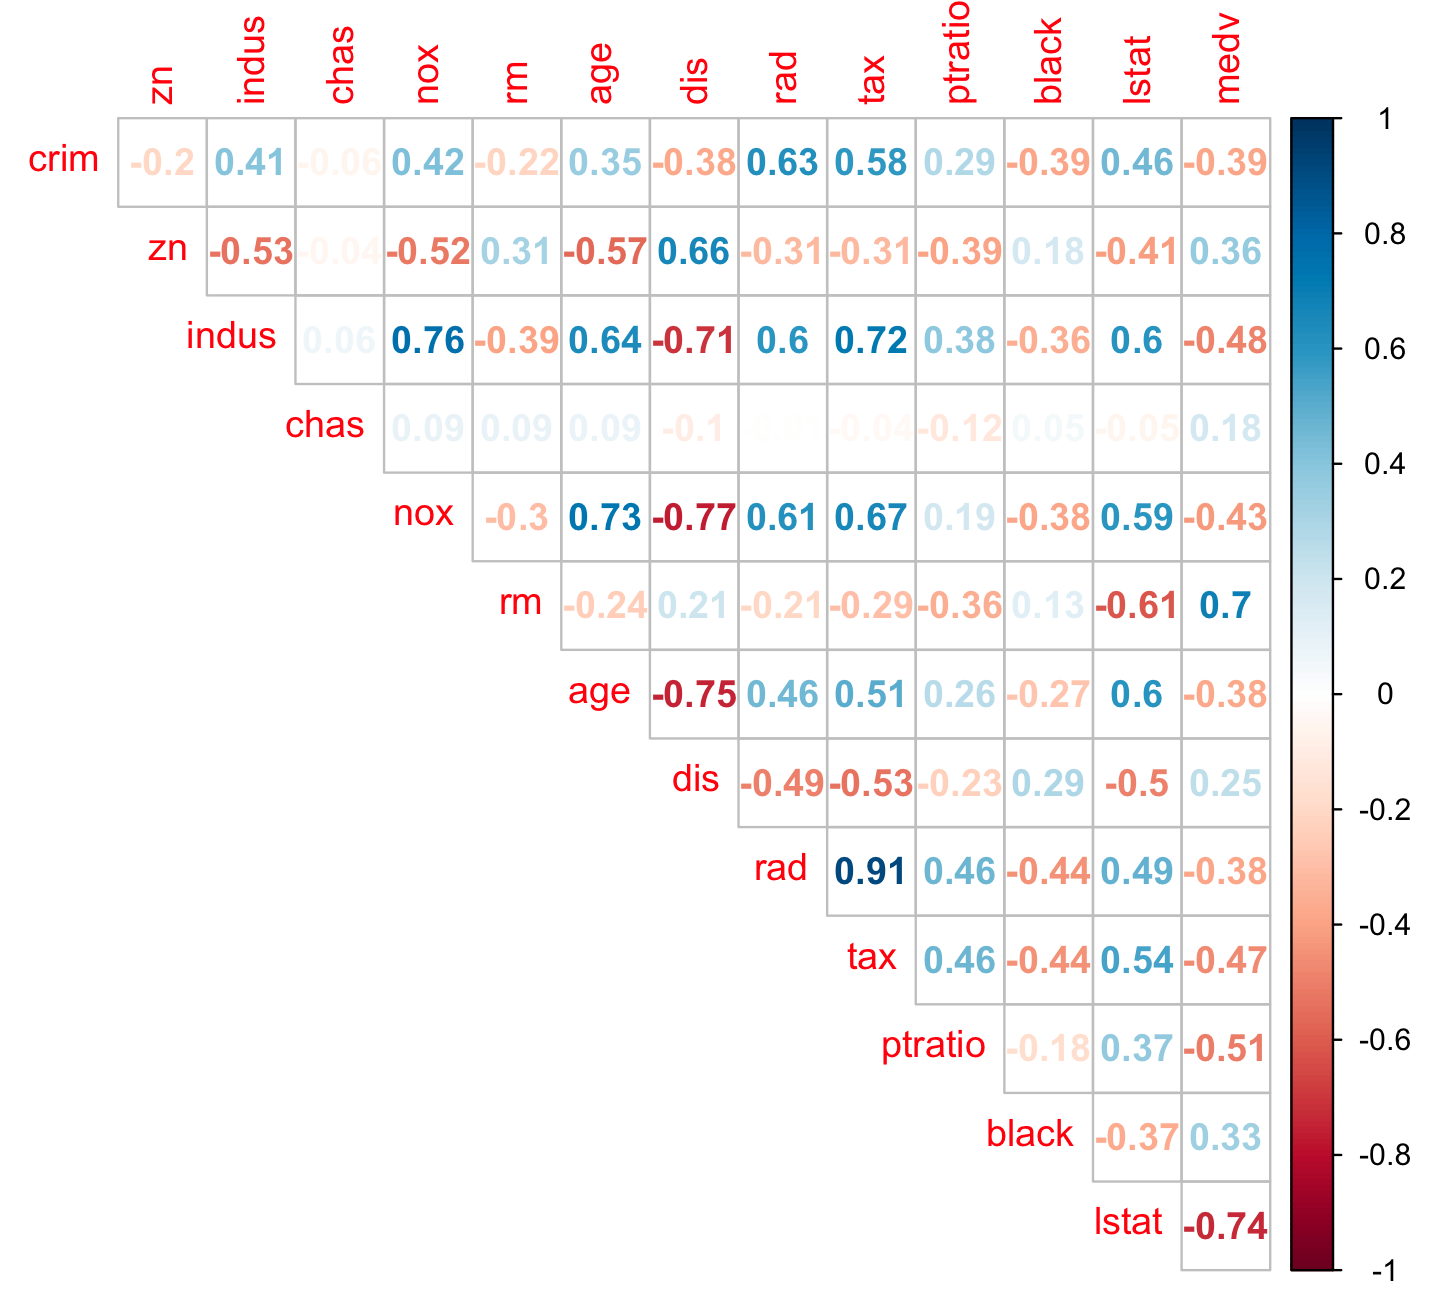 zn indus chas nox rm age dis rad tax ptratio black lstat medv
crim -0.2 0.41 -0.06 0.42 -0.22 0.35 -0.38 0.63 0.58 0.29 -0.39 0.46 -0.39
zn -0.53 -0.04 -0.52 0.31 -0.57 0.66 -0.31 -0.31 -0.39 0.18 -0.41 0.36
indus 0.06 0.76 -0.39 0.64 -0.71 0.6 0.72 0.38 -0.36 0.6 -0.48
chas 0.09 0.09 0.09 -0.1 -0.04 -0.12 0.05 -0.05 0.18
nox -0.3 0.73 -0.77 0.61 0.67 0.19 -0.38 0.59 -0.43
rm -0.24 0.21 -0.21 -0.29 -0.36 0.13 -0.61 0.7
age -0.75 0.46 0.51 0.26 -0.27 0.6 -0.38
dis -0.49 -0.53 -0.23 0.29 -0.5 0.25
rad 0.91 0.46 -0.44 0.49 -0.38
tax 0.46 -0.44 0.54 -0.47
ptratio -0.18 0.37 -0.51
black -0.37 0.33
lstat -0.74
1
0.8
0.6
0.4
0.2
0
-0.2
-0.4
-0.6
-0.8
-1